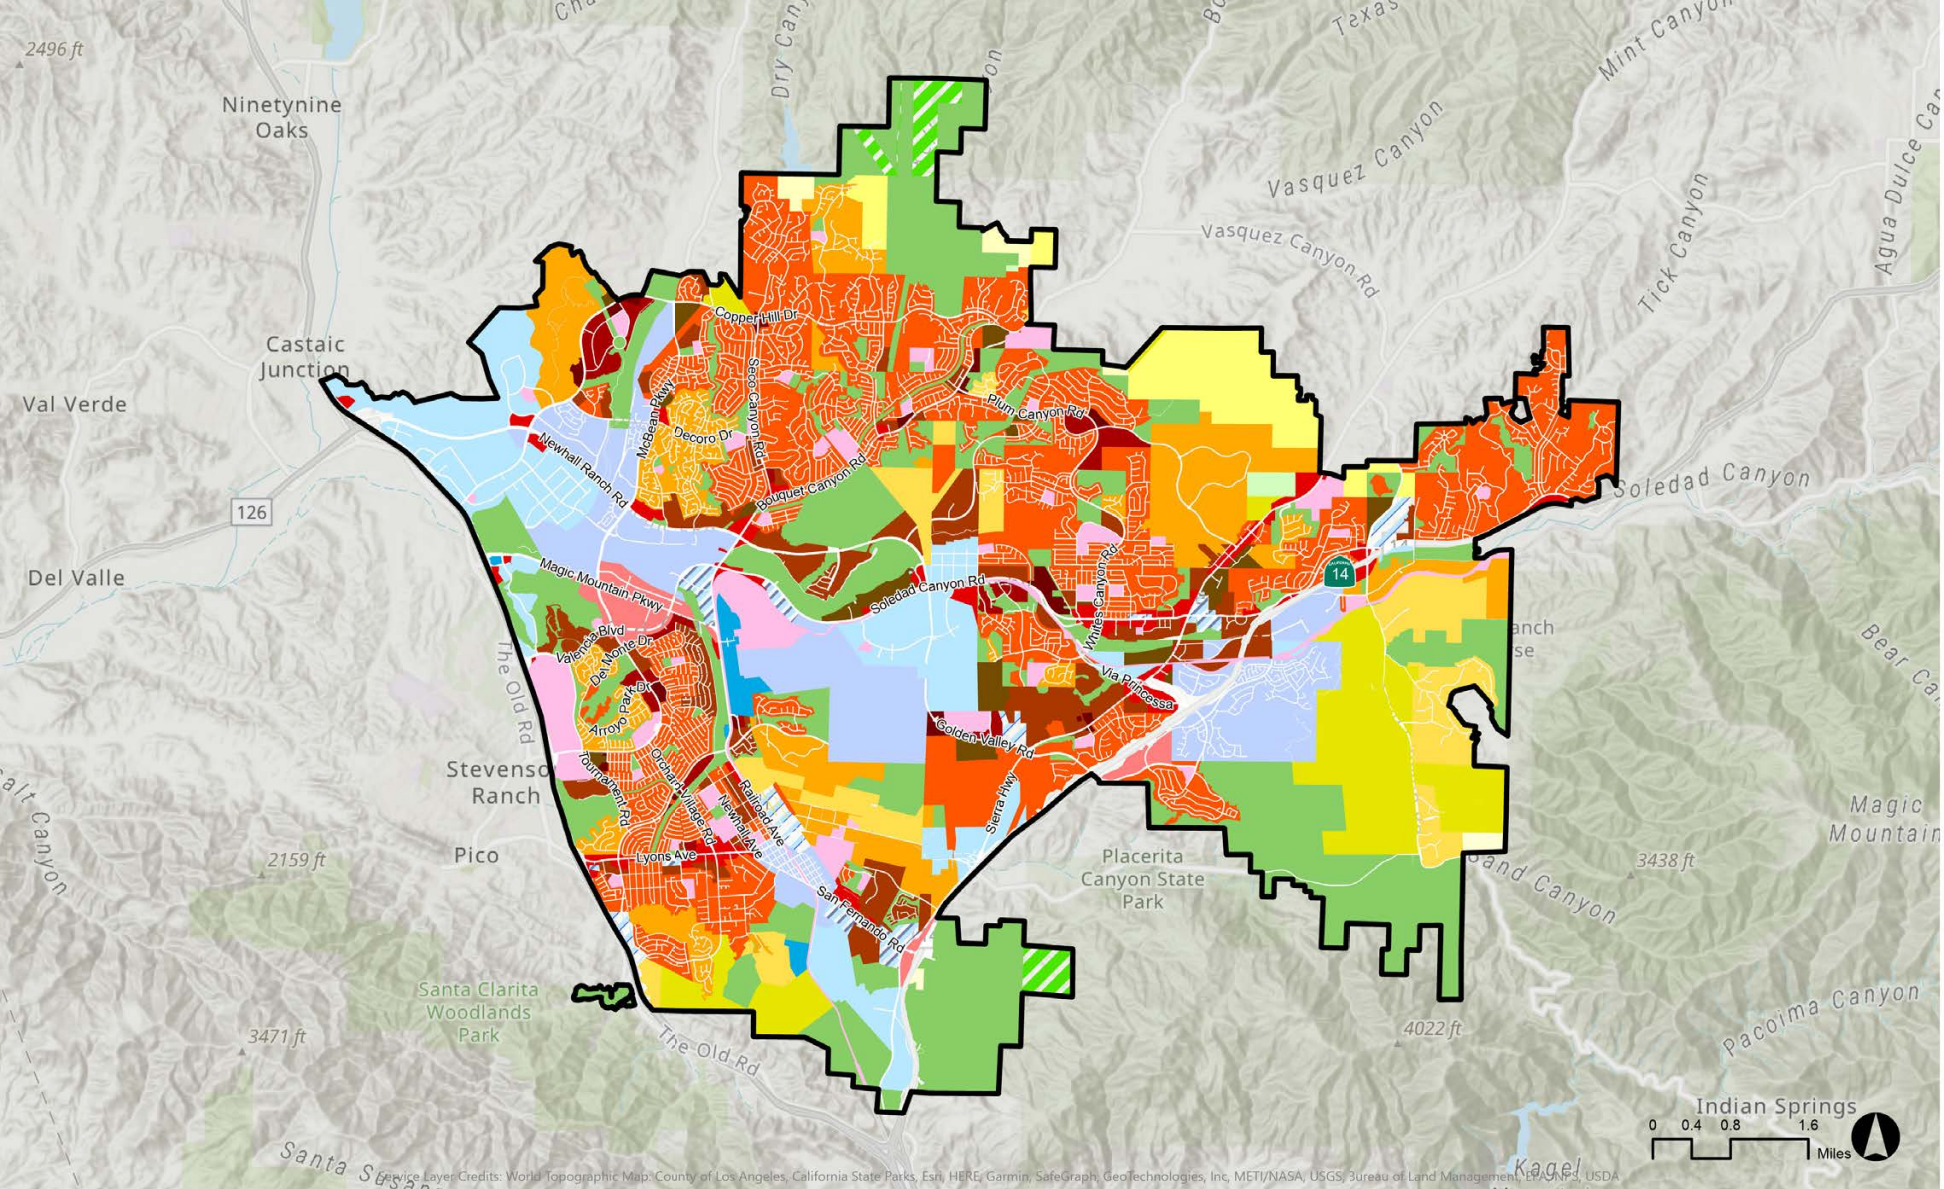 2496 ft
Dry Can
Texas
Mint Canyon
Ninetynine
Oaks
Vasquez Canyon
Agua Dulce Ca
Tick Canyon
Vasquez Canyon Rd
Castaic
Junction
Val Verde
Copper Hill Dr
Seco Canyon Rd
McBean Pkwy
Decoro Dr
Plum Canyon Rd
Newhall Ranch Rd
Bouquet Canyon Rd
Soledad Canyon
126
Del Valle
Magic Mountain Pkwy
Soledad Canyon Rd
Whites Canyon Rd
14
anch
se
Bear Ca
Valencia Blvd
Del Monte Dr
The Old Rd
Arroyo Park Dr
Via Princessa
Golden Valley Rd
Stevenso
Ranch
Tournament Rd
Orchard Village Rd
Newhall Ave
Railroad Ave
Sierra Hwy
alt Canyon
Pico
2159 ft
Lyons Ave
San Fernando Rd
Placerita
Canyon State
Park
Sand Canyon
3438 ft
Magic
Mountain
Santa Clarita
Woodlands
Park
3471 ft
The Old Rd
4022 ft
Pacoima Canyon
Indian Springs
0 0.4 0.8 1.6
Miles
Santa Susan
Kagel
Service Layer Credits: World Topographic Map: County of Los Angeles, California State Parks, Esri, HERE, Garmin, SafeGraph, GeoTechnologies, Inc, METI/NASA, USGS, Bureau of Land Management, EPA, NPS, USDA